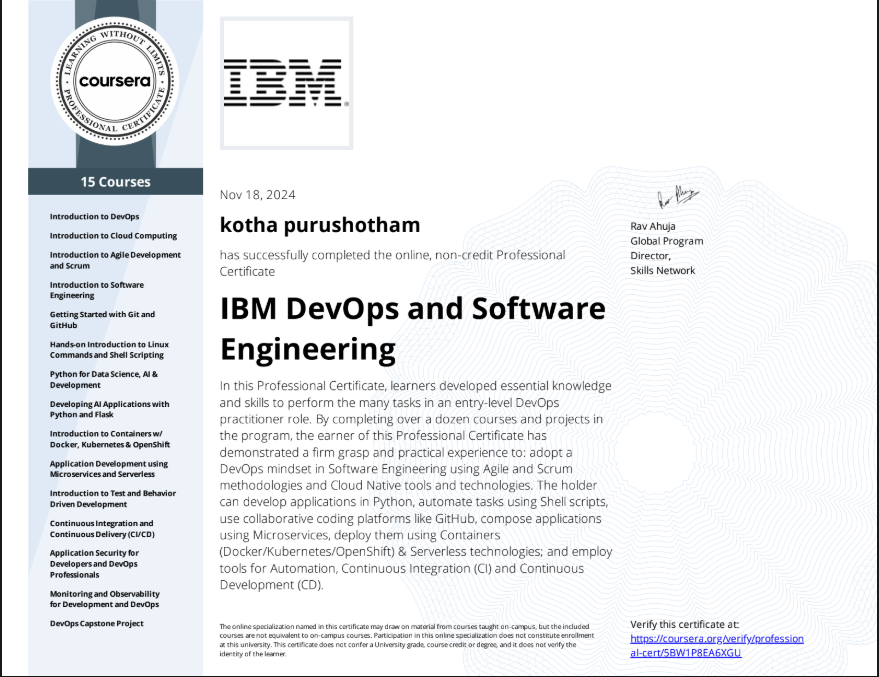 LEARNING WITHOUT LIMITS
coursera
PROFESSIONAL CERTIFICATE
IBM
15 Courses
Introduction to DevOps
Introduction to Cloud Computing
Introduction to Agile Development
and Scrum
Introduction to Software
Engineering
Getting Started with Git and
GitHub
Hands-on Introduction to Linux
Commands and Shell Scripting
Python for Data Science, AI &
Development
Developing AI Applications with
Python and Flask
Introduction to Containers w/
Docker, Kubernetes & OpenShift
Application Development using
Microservices and Serverless
Introduction to Test and Behavior
Driven Development
Continuous Integration and
Continuous Delivery (CI/CD)
Application Security for
Developers and DevOps
Professionals
Monitoring and Observability
for Development and DevOps
DevOps Capstone Project
Nov 18, 2024
kotha purushotham
has successfully completed the online, non-credit Professional
Certificate
IBM DevOps and Software
Engineering
In this Professional Certificate, learners developed essential knowledge
and skills to perform the many tasks in an entry-level DevOps
practitioner role. By completing over a dozen courses and projects in
the program, the earner of this Professional Certificate has
demonstrated a firm grasp and practical experience to: adopt a
DevOps mindset in Software Engineering using Agile and Scrum
methodologies and Cloud Native tools and technologies. The holder
can develop applications in Python, automate tasks using Shell scripts,
use collaborative coding platforms like GitHub, compose applications
using Microservices, deploy them using Containers
(Docker/Kubernetes/OpenShift) & Serverless technologies; and employ
tools for Automation, Continuous Integration (CI) and Continuous
Development (CD).
The online specialization named in this certificate may draw on material from courses taught on-campus, but the included
courses are not equivalent to on-campus courses. Participation in this online specialization does not constitute enrollment
at this university. This certificate does not confer a University grade, course credit or degree, and it does not verify the
identity of the learner.
Rav Ahuja
Rav Ahuja
Global Program
Director,
Skills Network
Verify this certificate at:
https://coursera.org/verify/profession
al-cert/5BW1P8EA6XGU